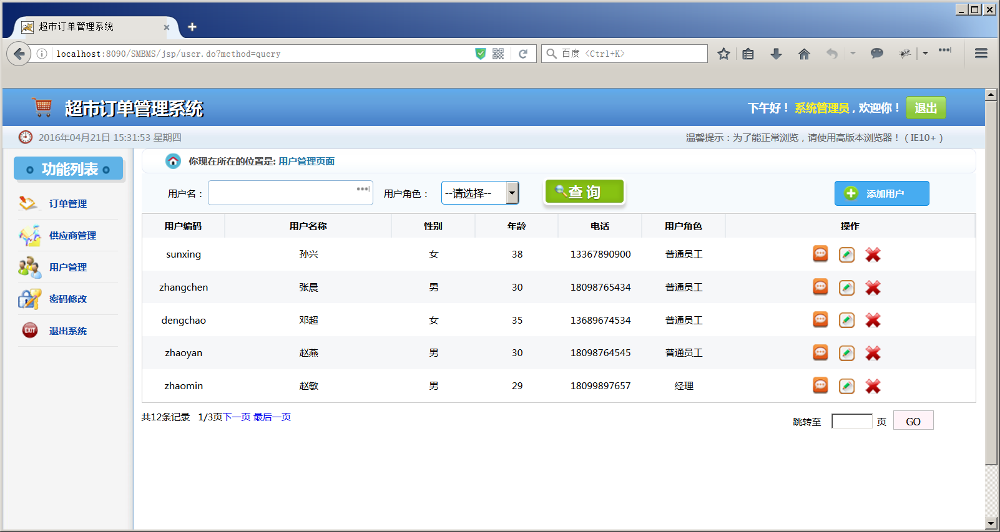 超市订单管理系统
localhost:8090/SMBMS/jsp/user.do?method=query
百度 <Ctrl+K>
超市订单管理系统
下午好！ 系统管理员 , 欢迎你！ 退出
2016年04月21日 15:31:53 星期四
温馨提示：为了能正常浏览，请使用高版本浏览器！（IE10+）
功能列表
订单管理
供应商管理
用户管理
密码修改
EXIT 退出系统
你现在所在的位置是: 用户管理页面
用户名： 用户角色： --请选择-- 查 询 添加用户
用户编码 用户名称 性别 年龄 电话 用户角色 操作
sunxing 孙兴 女 38 13367890900 普通员工
zhangchen 张晨 男 30 18098765434 普通员工
dengchao 邓超 女 35 13689674534 普通员工
zhaoyan 赵燕 男 30 18098764545 普通员工
zhaomin 赵敏 男 29 18099897657 经理
共12条记录 1/3页下一页 最后一页
跳转至 页 GO